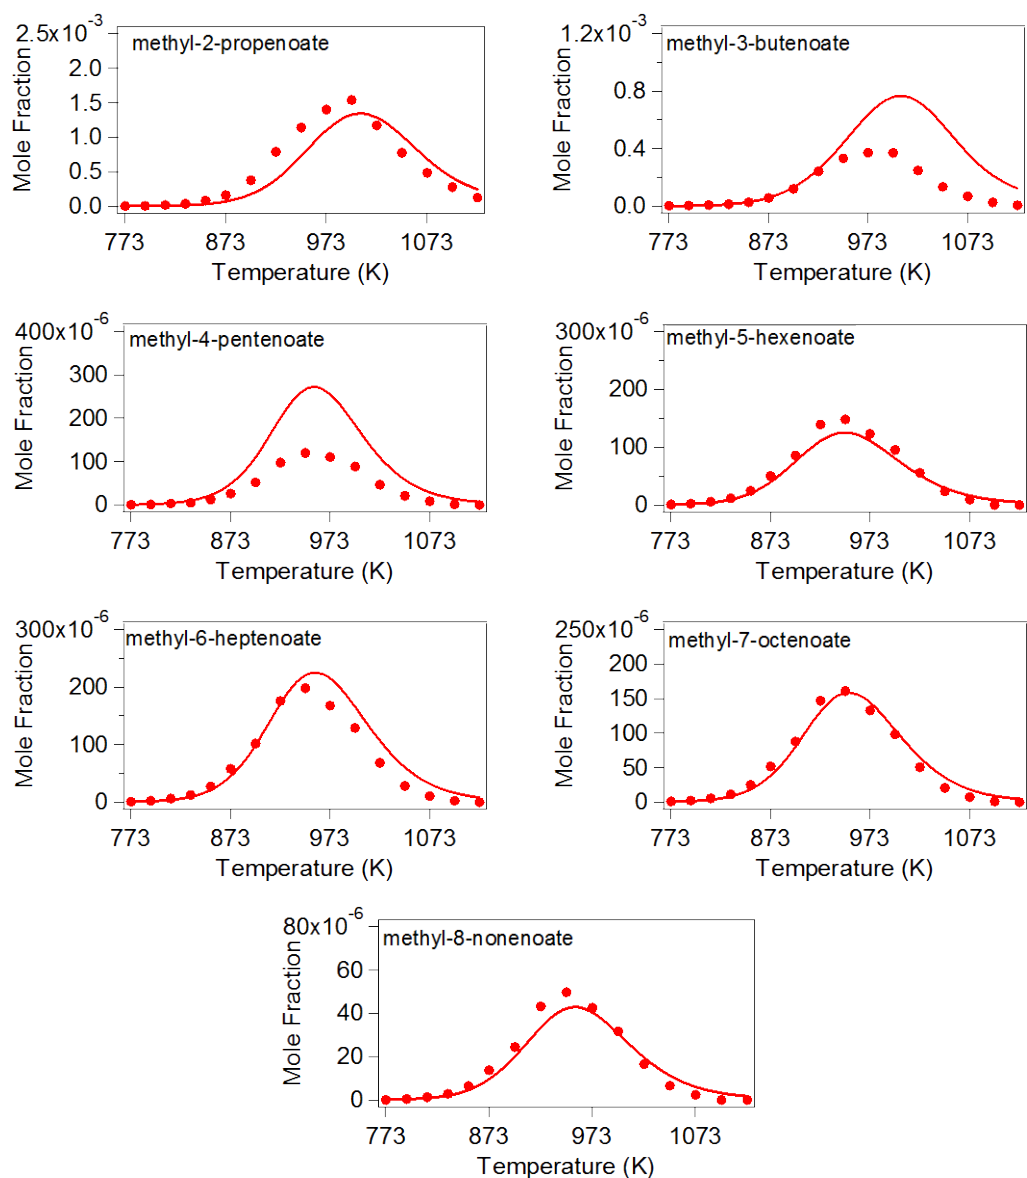 2.5x10⁻³
methyl-2-propenoate
2.0
1.5
1.0
0.5
0.0
Mole Fraction
773 873 973 1073
Temperature (K)
1.2x10⁻³
methyl-3-butenoate
0.8
0.4
0.0
Mole Fraction
773 873 973 1073
Temperature (K)
400x10⁻⁶
methyl-4-pentenoate
300
200
100
0
Mole Fraction
773 873 973 1073
Temperature (K)
300x10⁻⁶
methyl-5-hexenoate
200
100
0
Mole Fraction
773 873 973 1073
Temperature (K)
300x10⁻⁶
methyl-6-heptenoate
200
100
0
Mole Fraction
773 873 973 1073
Temperature (K)
250x10⁻⁶
methyl-7-octenoate
200
150
100
50
0
Mole Fraction
773 873 973 1073
Temperature (K)
80x10⁻⁶
methyl-8-nonenoate
60
40
20
0
Mole Fraction
773 873 973 1073
Temperature (K)